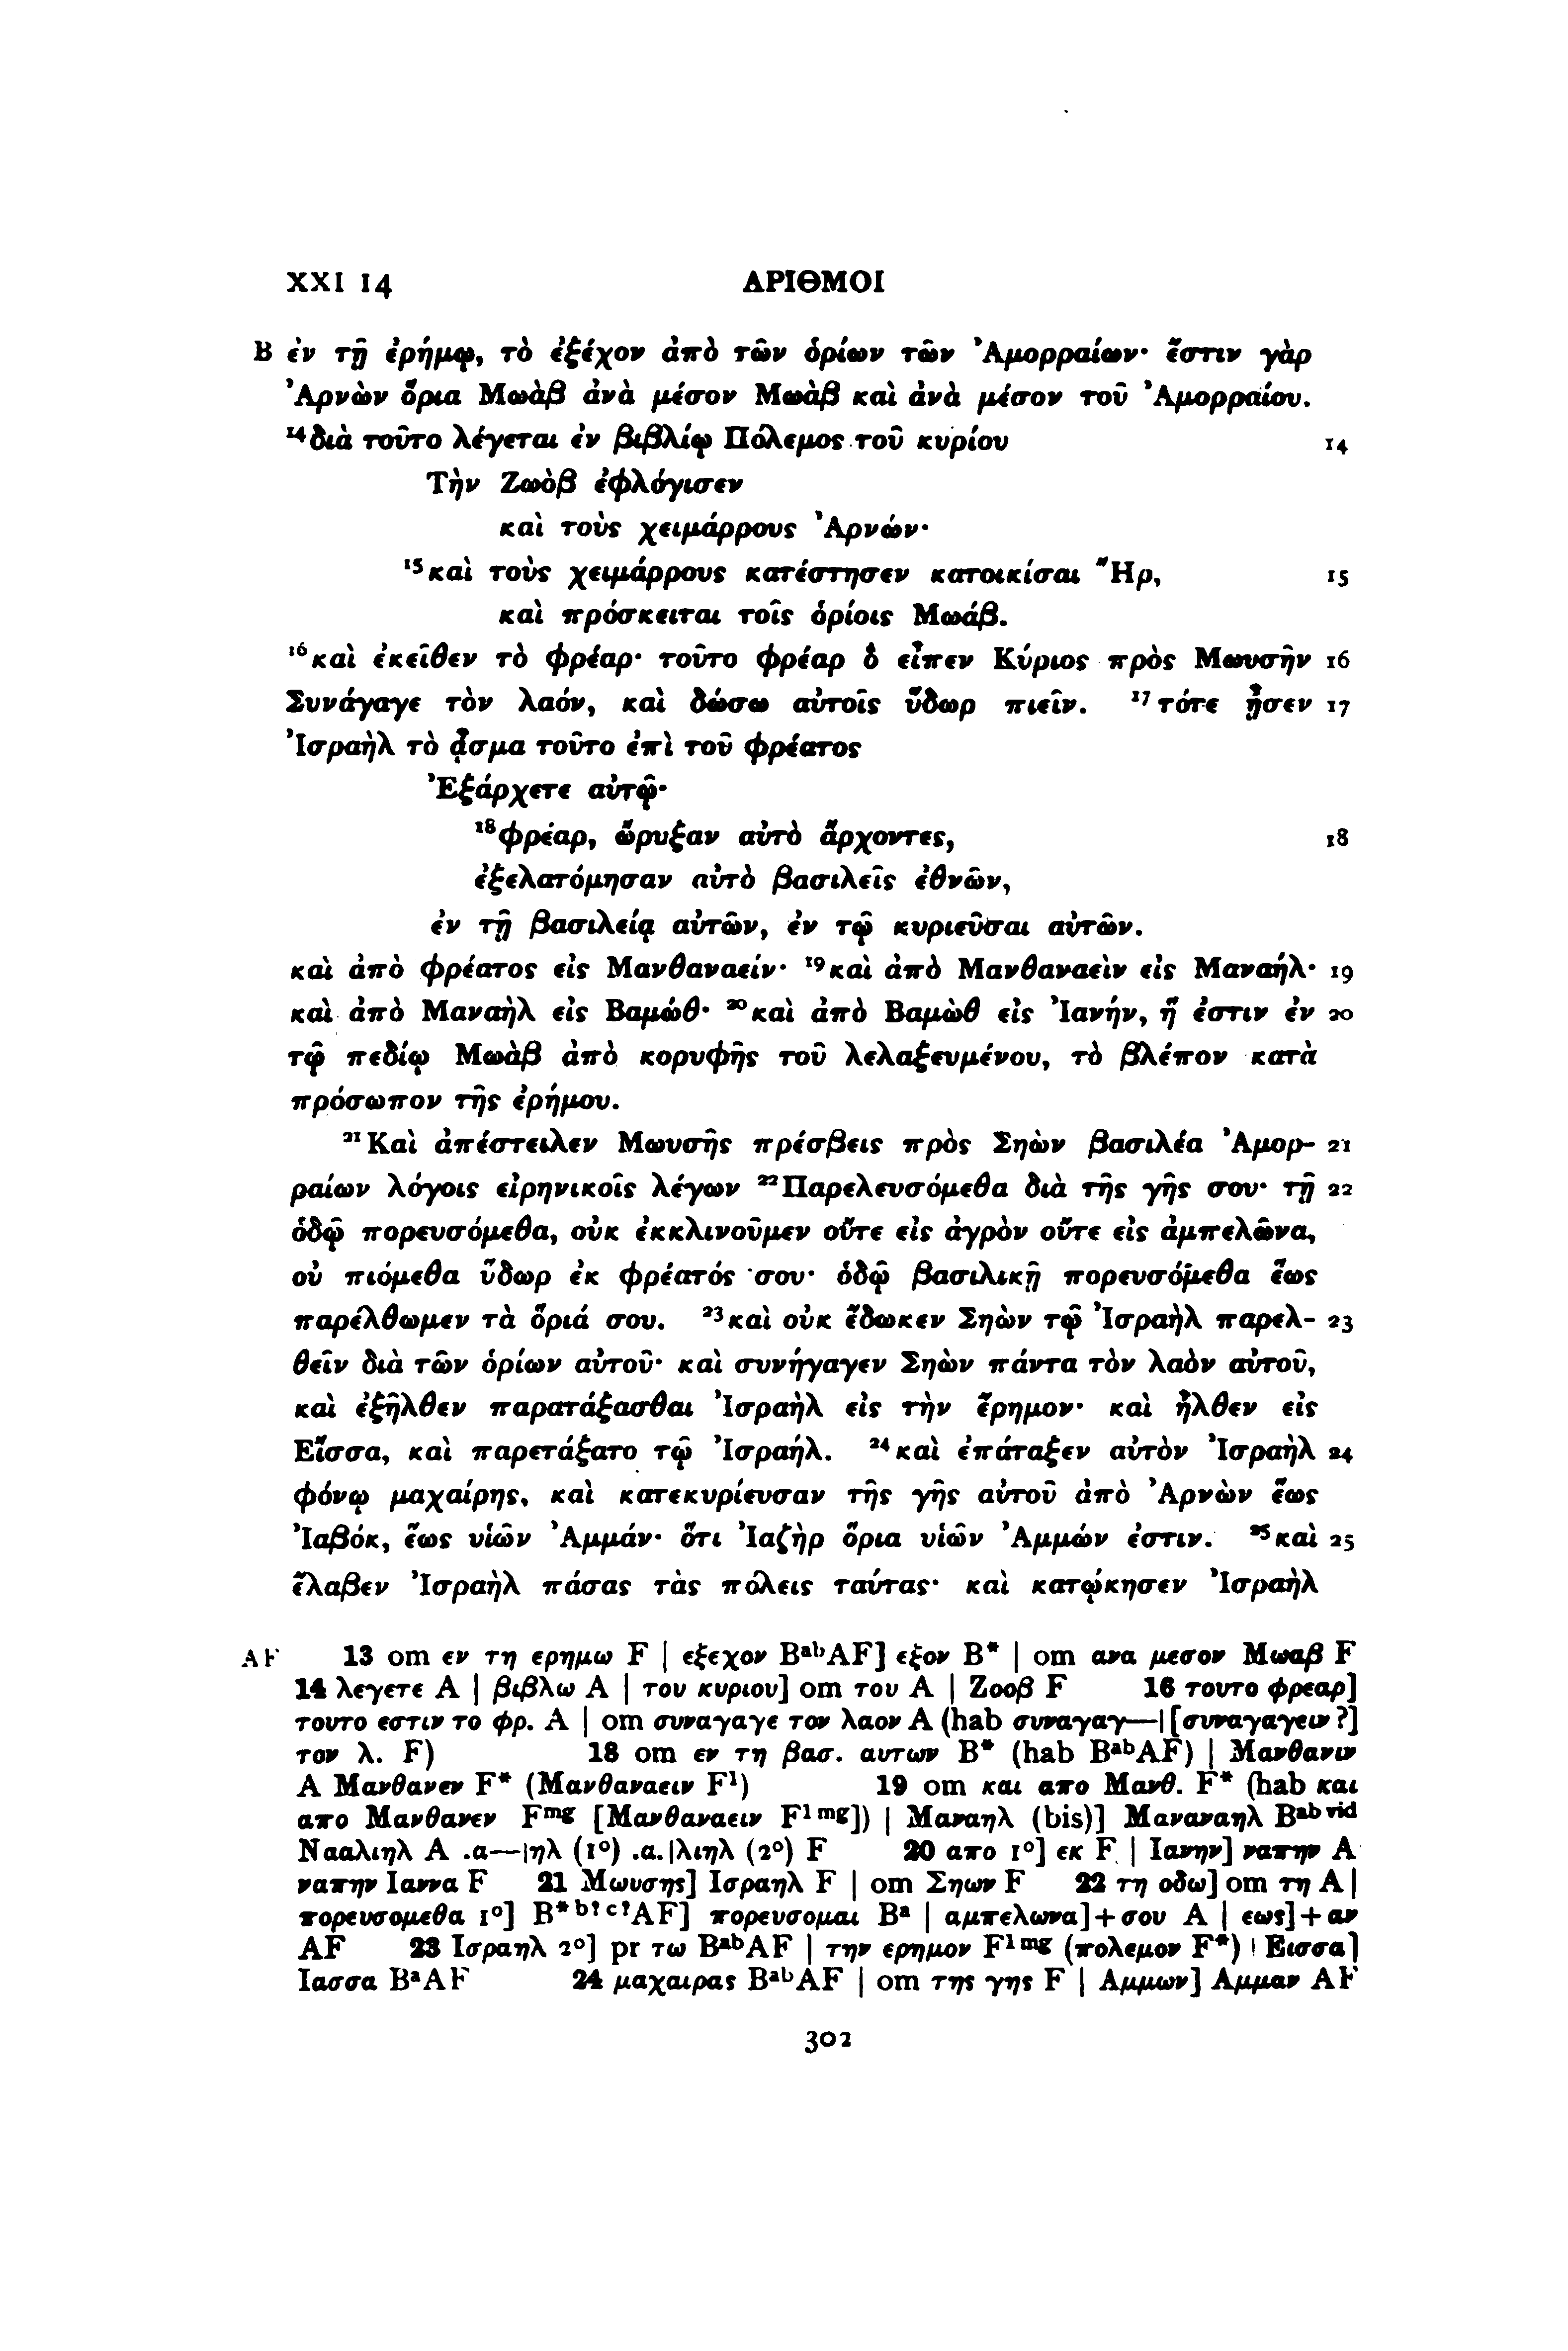 XXI 14 ΑΡΙΘΜΟΙ
B ἐν τῇ ἐρήμῳ, τὸ ἐξέχον ἀπὸ τῶν ὁρίων τῶν Ἀμορραίων· ἔστιν γὰρ
Ἀρνὼν ὅρια Μωὰβ ἀνὰ μέσον Μωὰβ καὶ ἀνὰ μέσον τοῦ Ἀμορραίου.
¹⁴διὰ τοῦτο λέγεται ἐν βιβλίῳ Πόλεμος τοῦ κυρίου 14
Τὴν Ζωὸβ ἐφλόγισεν
καὶ τοὺς χειμάρρους Ἀρνών·
¹⁵καὶ τοὺς χειμάρρους κατέστησεν κατοικίσαι Ἤρ, 15
καὶ πρόσκειται τοῖς ὁρίοις Μωάβ.
¹⁶καὶ ἐκεῖθεν τὸ φρέαρ· τοῦτο φρέαρ ὃ εἶπεν Κύριος πρὸς Μωυσῆν 16
Συνάγαγε τὸν λαόν, καὶ δώσω αὐτοῖς ὕδωρ πιεῖν. ¹⁷τότε ᾖσεν 17
Ἰσραὴλ τὸ ᾆσμα τοῦτο ἐπὶ τοῦ φρέατος
Ἐξάρχετε αὐτῷ·
¹⁸φρέαρ, ὤρυξαν αὐτὸ ἄρχοντες, 18
ἐξελατόμησαν αὐτὸ βασιλεῖς ἐθνῶν,
ἐν τῇ βασιλείᾳ αὐτῶν, ἐν τῷ κυριεῦσαι αὐτῶν.
καὶ ἀπὸ φρέατος εἰς Μανθαναείν· ¹⁹καὶ ἀπὸ Μανθαναεὶν εἰς Μαναήλ· 19
καὶ ἀπὸ Μαναὴλ εἰς Βαμώθ· ²⁰καὶ ἀπὸ Βαμὼθ εἰς Ἰανήν, ἥ ἐστιν ἐν 20
τῷ πεδίῳ Μωὰβ ἀπὸ κορυφῆς τοῦ λελαξευμένου, τὸ βλέπον κατὰ
πρόσωπον τῆς ἐρήμου.
²¹Καὶ ἀπέστειλεν Μωυσῆς πρέσβεις πρὸς Σηὼν βασιλέα Ἀμορ- 21
ραίων λόγοις εἰρηνικοῖς λέγων ²²Παρελευσόμεθα διὰ τῆς γῆς σου· τῇ 22
ὁδῷ πορευσόμεθα, οὐκ ἐκκλινοῦμεν οὔτε εἰς ἀγρὸν οὔτε εἰς ἀμπελῶνα,
οὐ πιόμεθα ὕδωρ ἐκ φρέατός σου· ὁδῷ βασιλικῇ πορευσόμεθα ἕως
παρέλθωμεν τὰ ὅριά σου. ²³καὶ οὐκ ἔδωκεν Σηὼν τῷ Ἰσραὴλ παρελ- 23
θεῖν διὰ τῶν ὁρίων αὐτοῦ· καὶ συνήγαγεν Σηὼν πάντα τὸν λαὸν αὐτοῦ,
καὶ ἐξῆλθεν παρατάξασθαι Ἰσραὴλ εἰς τὴν ἔρημον· καὶ ἦλθεν εἰς
Εἴσσα, καὶ παρετάξατο τῷ Ἰσραήλ. ²⁴καὶ ἐπάταξεν αὐτὸν Ἰσραὴλ 24
φόνῳ μαχαίρης, καὶ κατεκυρίευσαν τῆς γῆς αὐτοῦ ἀπὸ Ἀρνὼν ἕως
Ἰαβόκ, ἕως υἱῶν Ἀμμάν· ὅτι Ἰαζὴρ ὅρια υἱῶν Ἀμμών ἐστιν. ²⁵καὶ 25
ἔλαβεν Ἰσραὴλ πάσας τὰς πόλεις ταύτας· καὶ κατῴκησεν Ἰσραὴλ
AF 13 om εν τη ερημω F | εξεχον BᵃᵇAF] εξον B* | om ανα μεσον Μωαβ F
14 λεγετε A | βιβλω A | του κυριου] om του A | Ζοοβ F 16 τουτο φρεαρ]
τουτο εστιν το φρ. A | om συναγαγε τον λαον A (hab συναγαγ—|[συναγαγειν ?]
τον λ. F) 18 om εν τη βασ. αυτων B* (hab BᵃᵇAF) | Μανθανιν
A Μανθανεν F* (Μανθαναειν F¹) 19 om και απο Μανθ. F* (hab και
απο Μανθανεν Fᵐᵍ [Μανθαναειν F¹ᵐᵍ]) | Μαναηλ (bis)] Μαναναηλ Bᵃᵇ ᵛⁱᵈ
Νααλιηλ A .α—|ηλ (1°) .α.|λιηλ (2°) F 20 απο 1°] εκ F | Ιανην] ναπην A
ναπην Ιαννα F 21 Μωυσης] Ισραηλ F | om Σηων F 22 τη οδω] om τη A |
πορευσομεθα 1°] B*ᵇ?ᶜ?AF] πορευσομαι Bᵃ | αμπελωνα]+σου A | εως]+αν
AF 23 Ισραηλ 2°] pr τω BᵃᵇAF | την ερημον F¹ᵐᵍ (πολεμον F*) | Εισσα]
Ιασσα BᵃAF 24 μαχαιρας BᵃᵇAF | om της γης F | Αμμων] Αμμαν AF
302